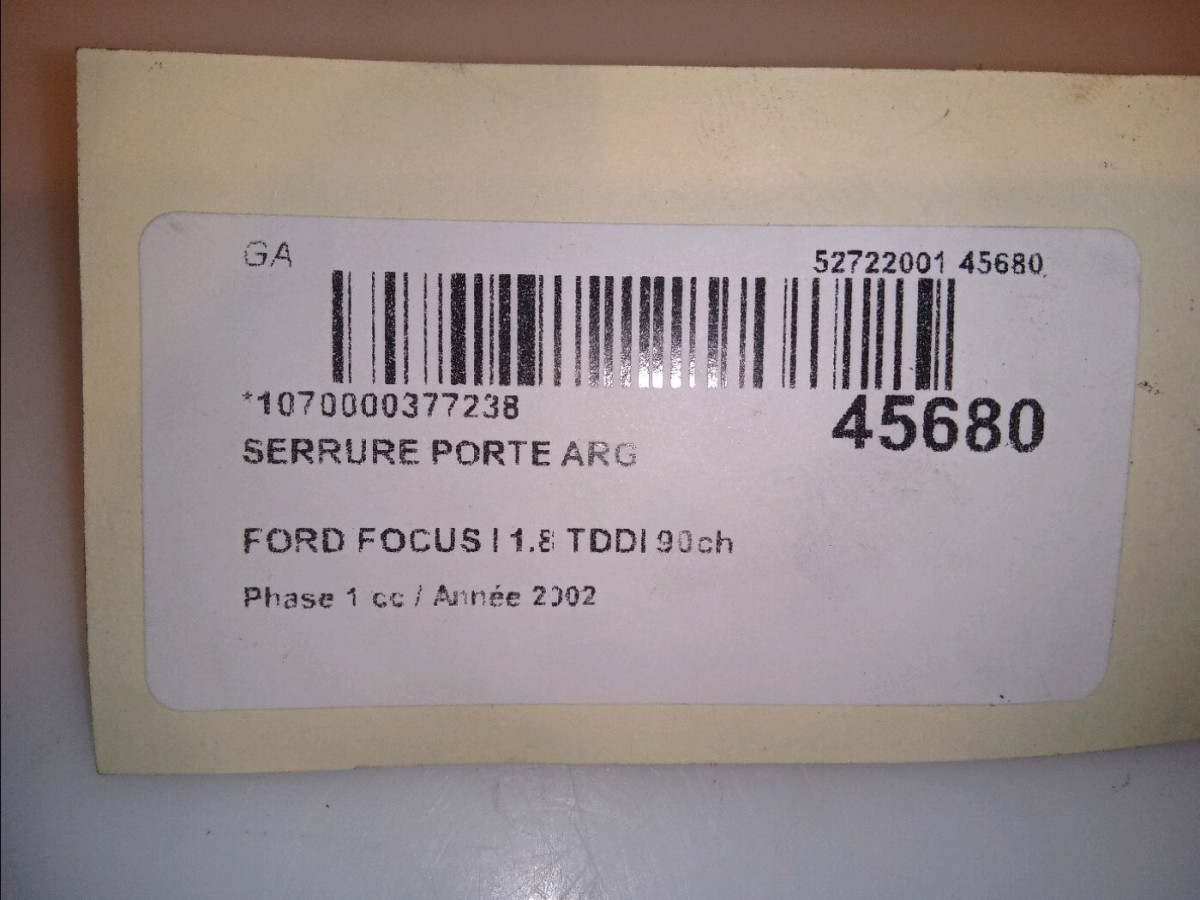 GA
52722001 45680
*1070000377238
45680
SERRURE PORTE ARG
FORD FOCUS I 1.8 TDDI 90ch
Phase 1 cc / Année 2002